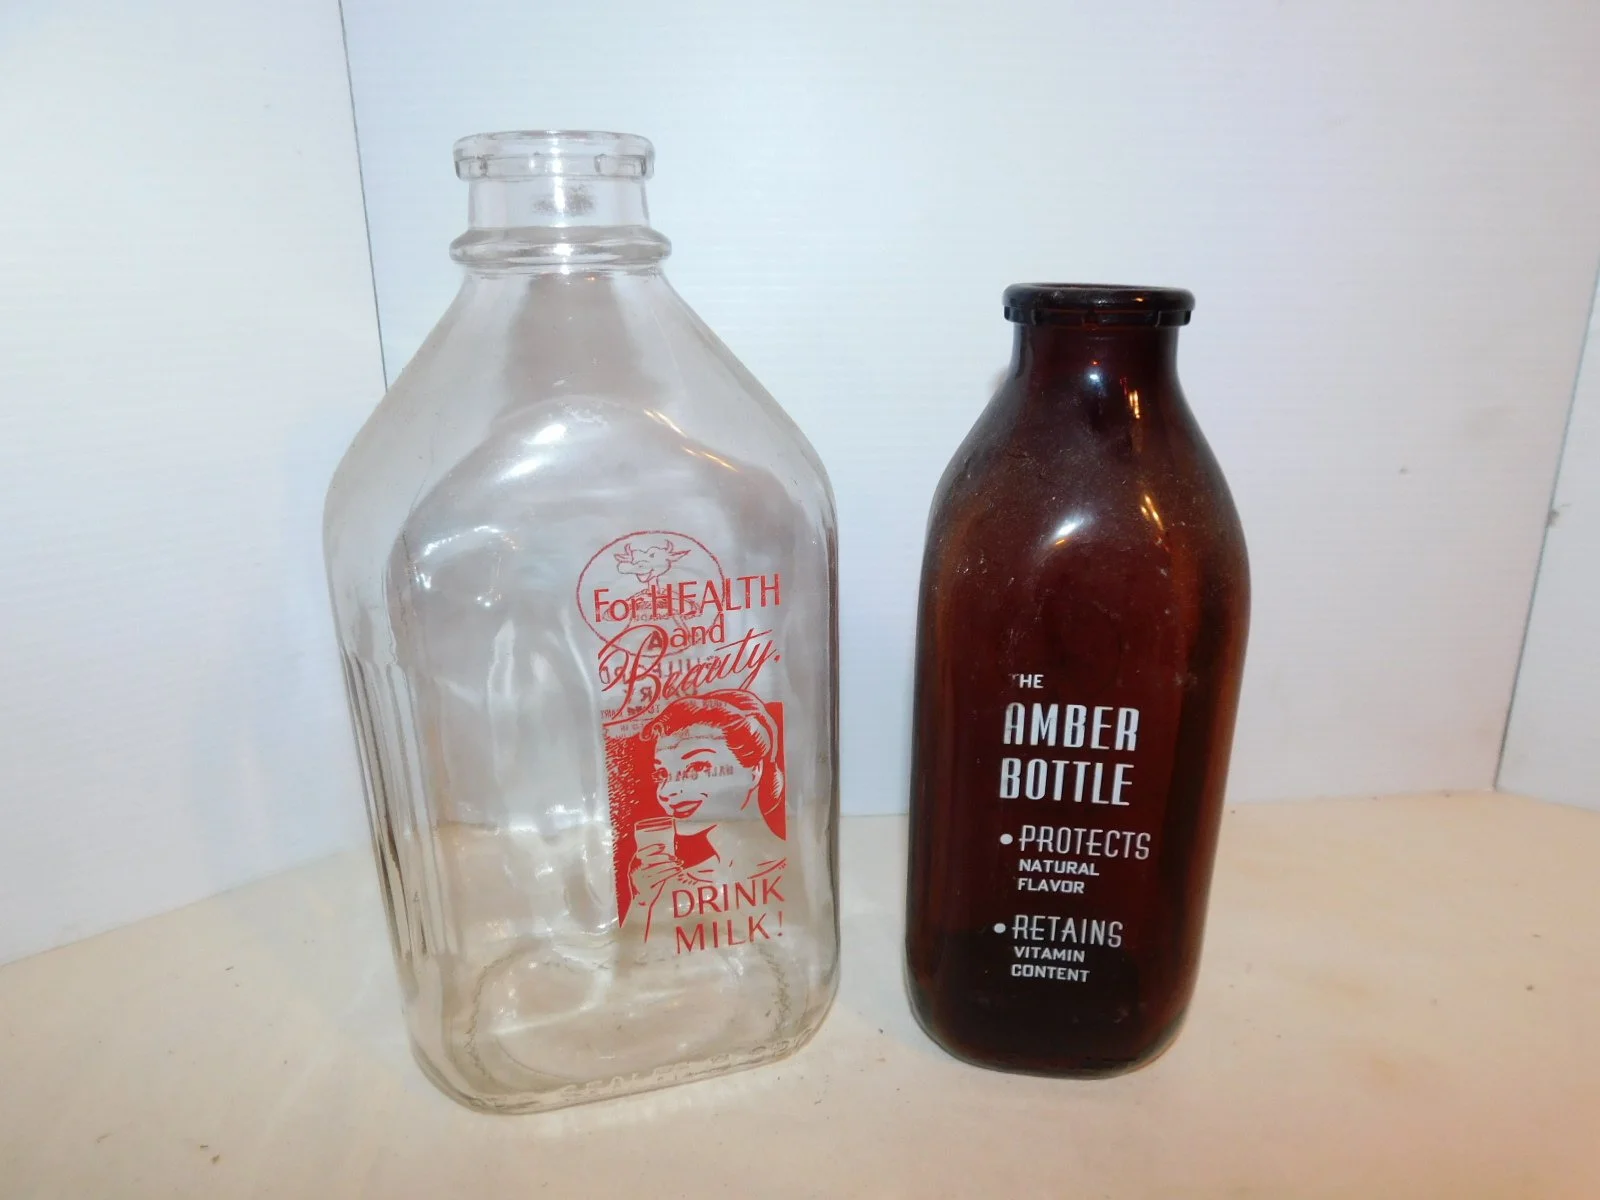 For HEALTH
and
Beauty.
DRINK
MILK!
THE
AMBER
BOTTLE
• PROTECTS
NATURAL
FLAVOR
• RETAINS
VITAMIN
CONTENT